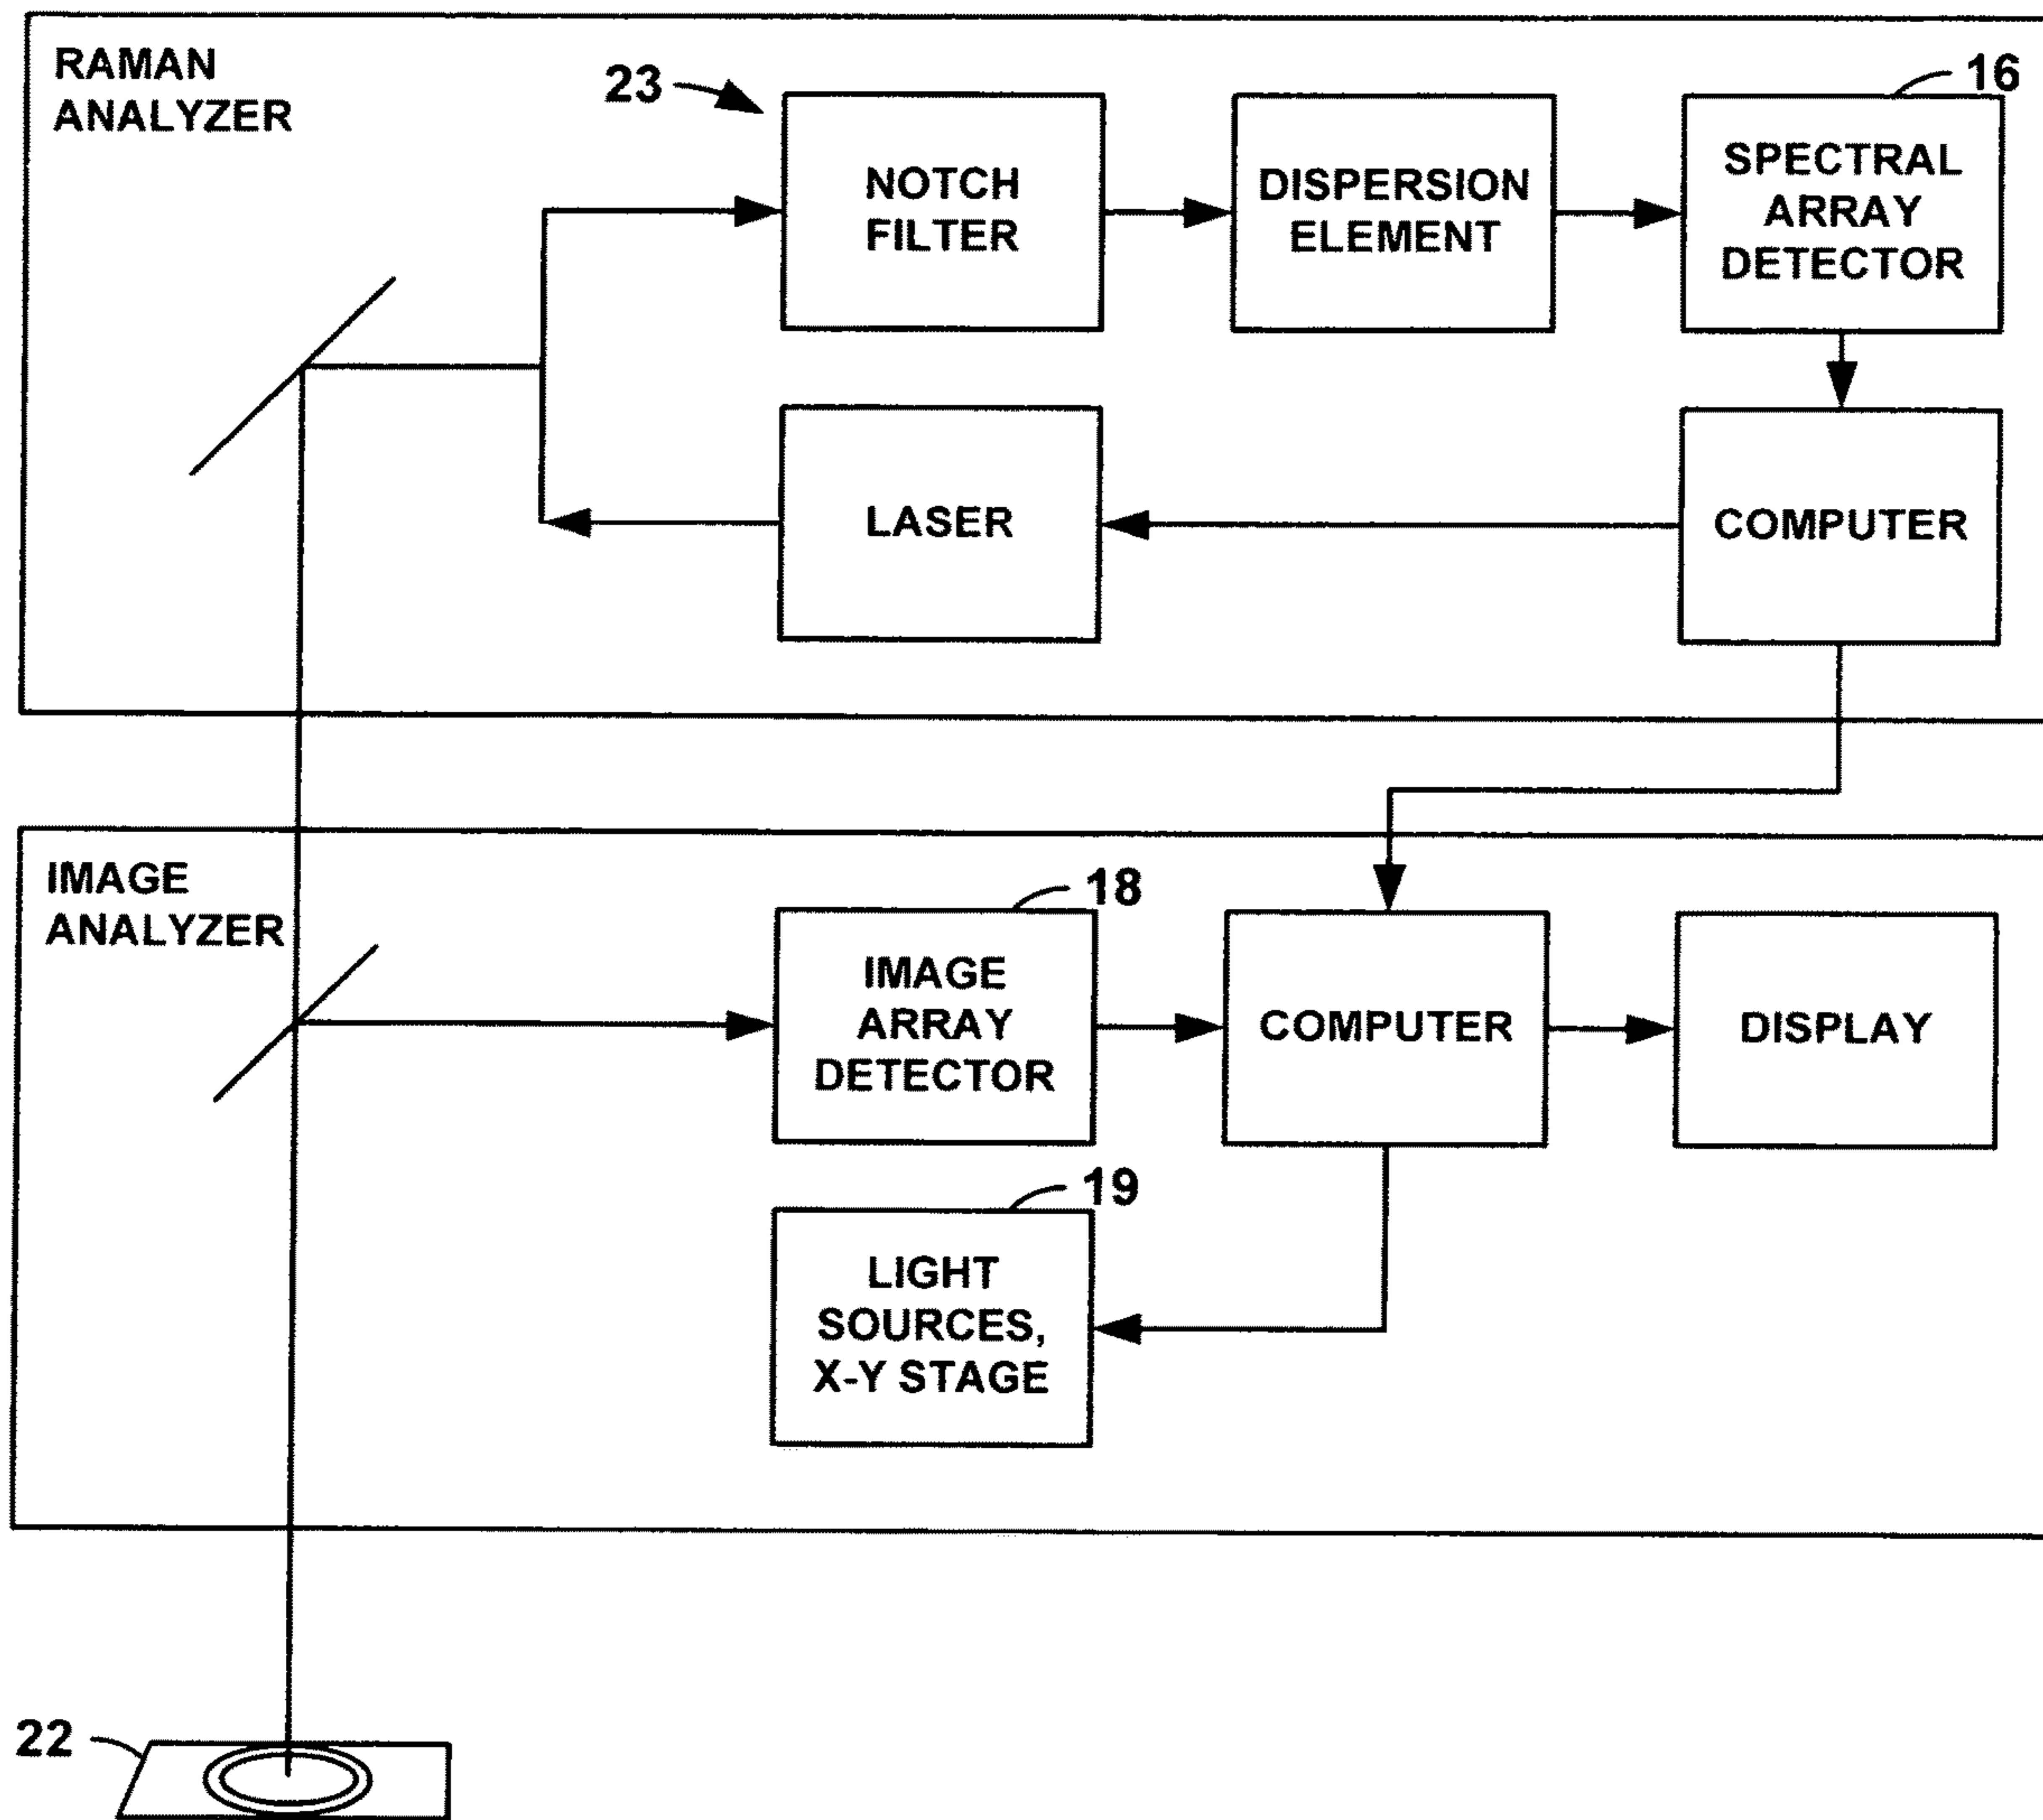 RAMAN
ANALYZER
23
16
NOTCH
FILTER
DISPERSION
ELEMENT
SPECTRAL
ARRAY
DETECTOR
LASER
COMPUTER
IMAGE
ANALYZER
18
IMAGE
ARRAY
DETECTOR
COMPUTER
DISPLAY
19
LIGHT
SOURCES,
X-Y STAGE
22